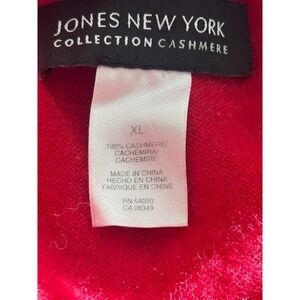 JONES NEW YORK
COLLECTION CASHMERE
XL
100% CASHMERE/
CACHEMIRA/
CACHEMIRE
MADE IN CHINA
HECHO EN CHINA
FABRIQUE EN CHINE
RN 54050
CA 08349